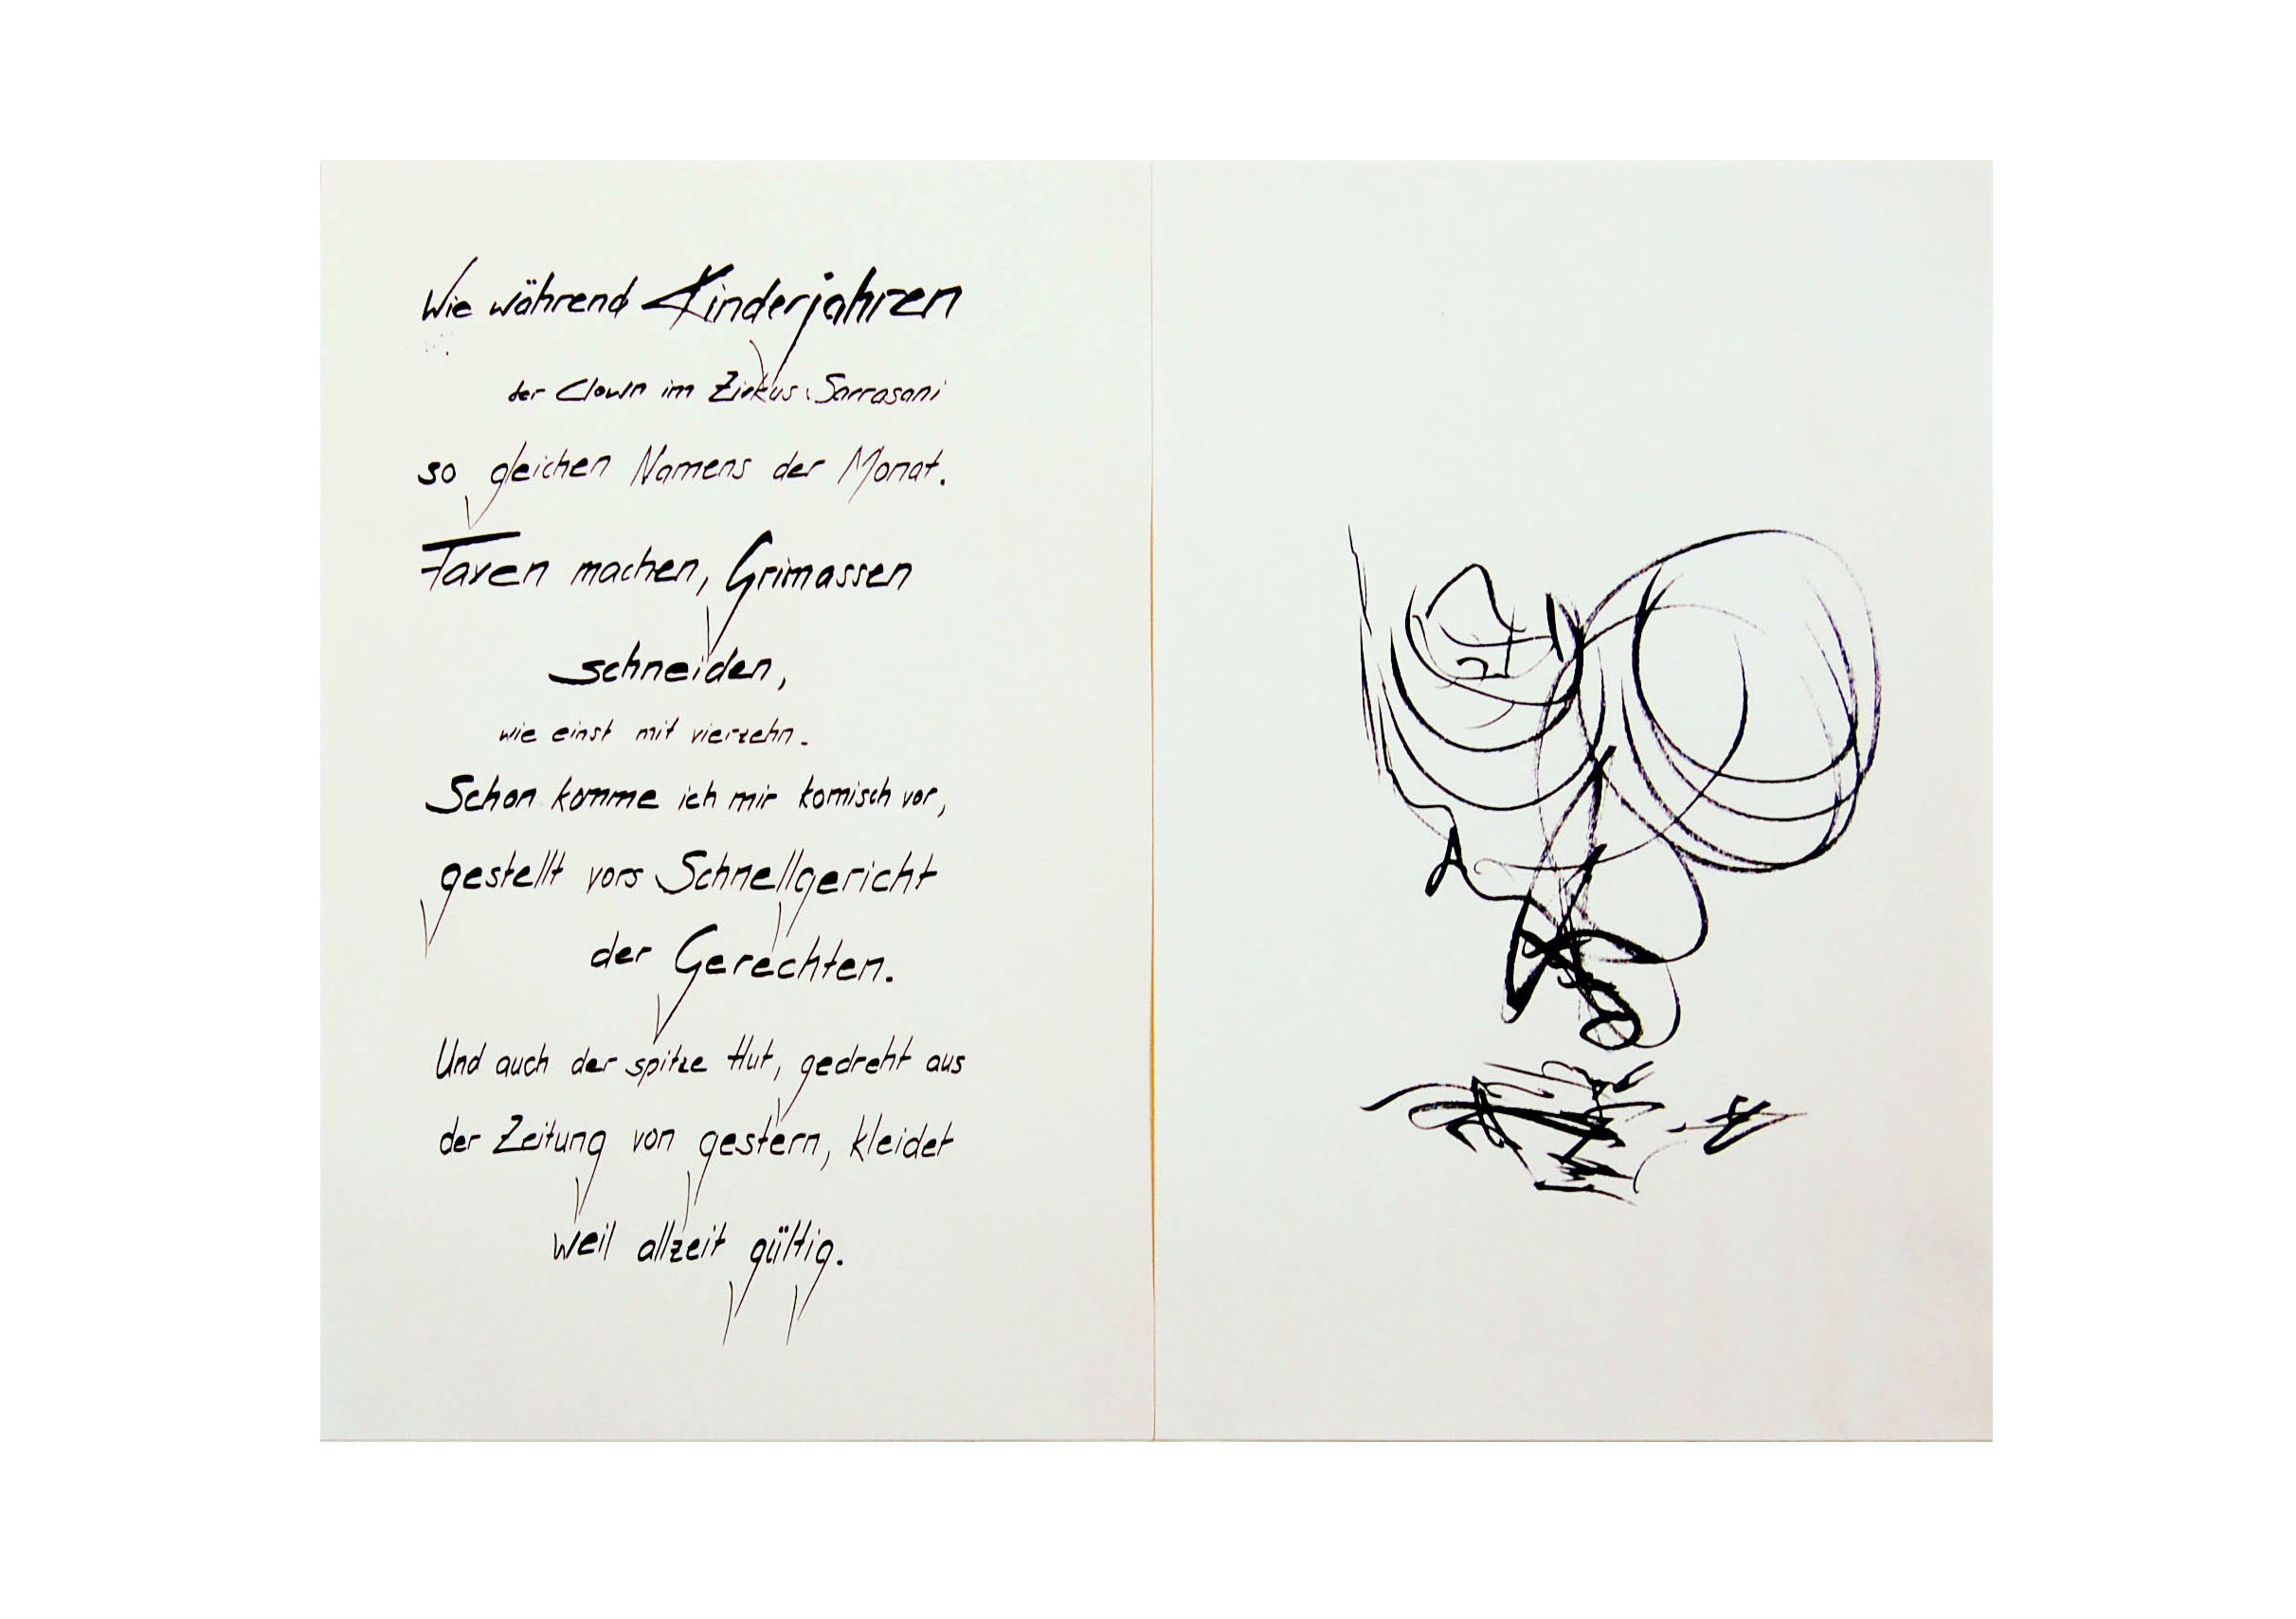 Wie während Kinderjahren
der Clown im Zirkus Sarrasani
so gleichen Namens der Monat.
Faxen machen, Grimassen
schneiden,
wie einst mit vierzehn.
Schon komme ich mir komisch vor,
gestellt vors Schnellgericht
der Gerechten.
Und auch der spitze Hut, gedreht aus
der Zeitung von gestern, kleidet
weil allzeit gültig.